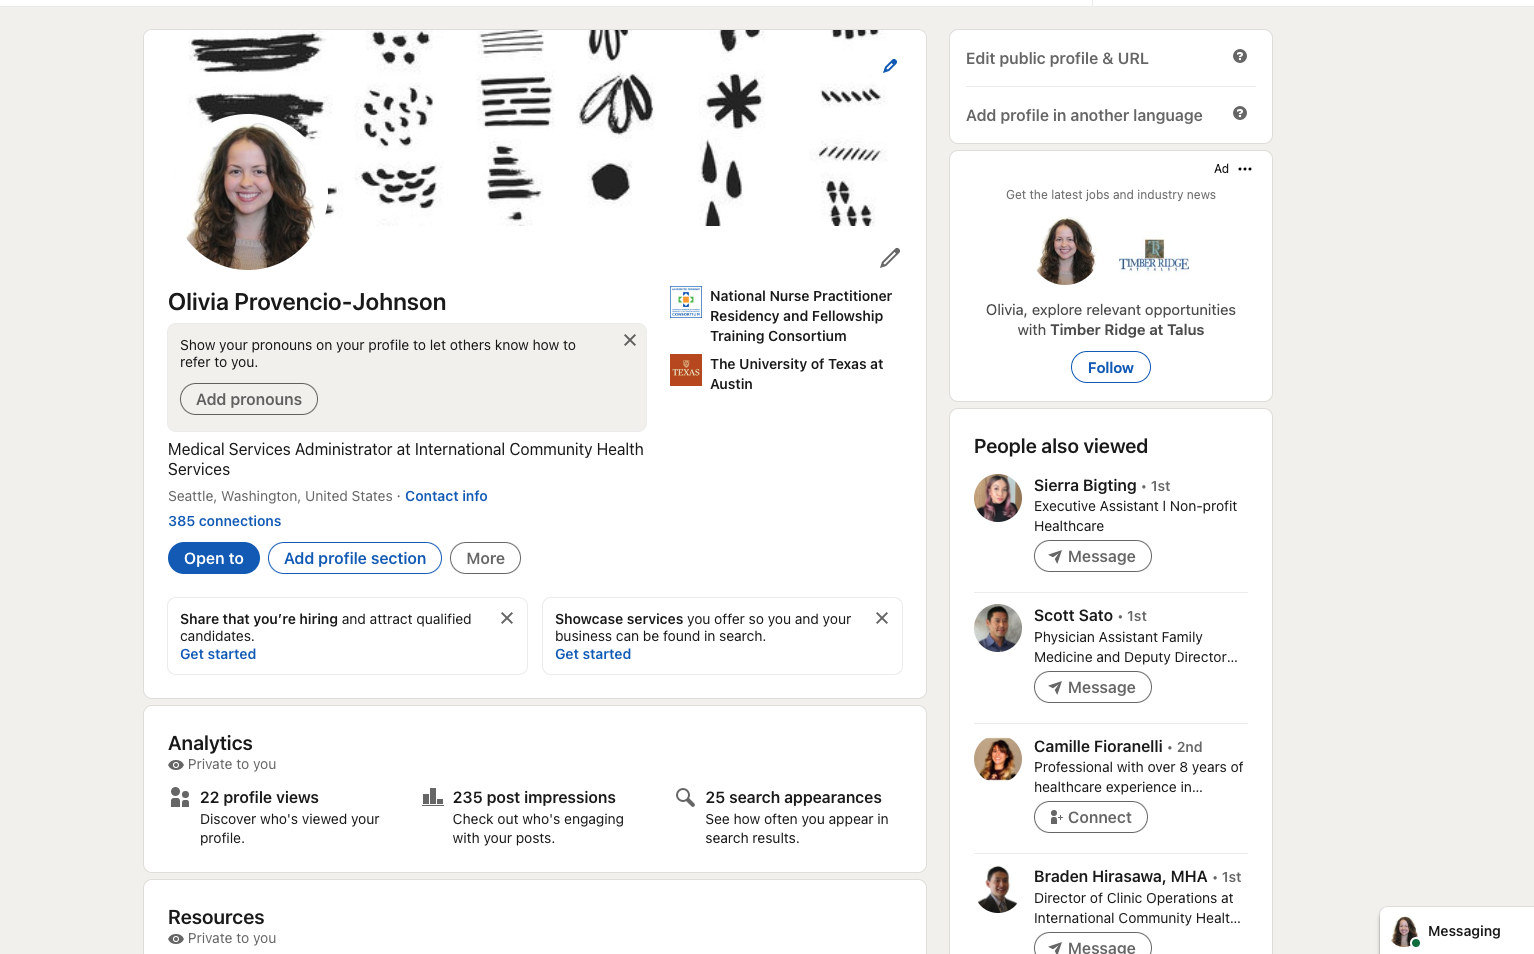 Olivia Provencio-Johnson
Show your pronouns on your profile to let others know how to
refer to you.
Add pronouns
Medical Services Administrator at International Community Health
Services
Seattle, Washington, United States · Contact info
385 connections
Open to
Add profile section
More
National Nurse Practitioner
Residency and Fellowship
Training Consortium
TEXAS
The University of Texas at
Austin
Share that you're hiring and attract qualified
candidates.
Get started
Showcase services you offer so you and your
business can be found in search.
Get started
Analytics
Private to you
22 profile views
Discover who's viewed your
profile.
235 post impressions
Check out who's engaging
with your posts.
25 search appearances
See how often you appear in
search results.
Resources
Private to you
Edit public profile & URL
Add profile in another language
Ad
Get the latest jobs and industry news
TIMBER RIDGE
AT TALUS
Olivia, explore relevant opportunities
with Timber Ridge at Talus
Follow
People also viewed
Sierra Bigting • 1st
Executive Assistant l Non-profit
Healthcare
Message
Scott Sato • 1st
Physician Assistant Family
Medicine and Deputy Director...
Message
Camille Fioranelli • 2nd
Professional with over 8 years of
healthcare experience in...
Connect
Braden Hirasawa, MHA • 1st
Director of Clinic Operations at
International Community Healt...
Message
Messaging